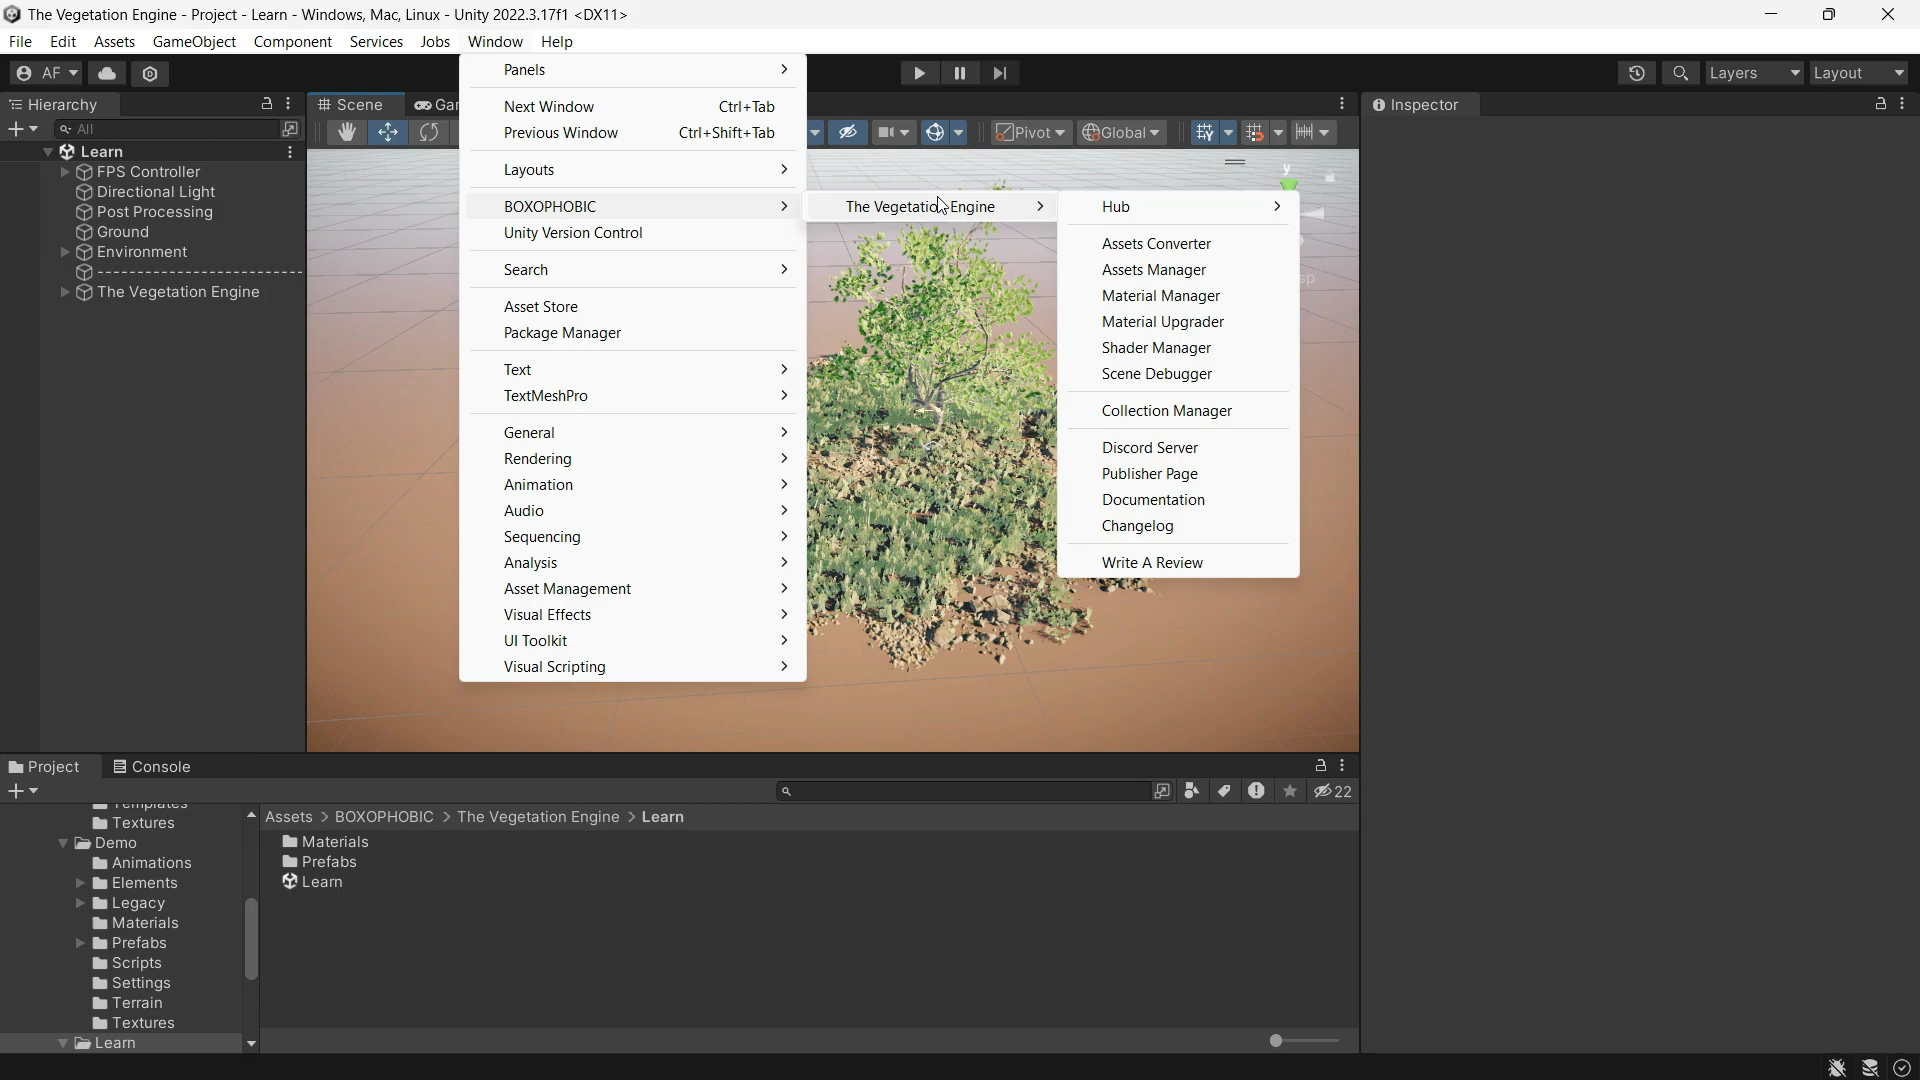 The Vegetation Engine - Project - Learn - Windows, Mac, Linux - Unity 2022.3.17f1 <DX11>
File Edit Assets GameObject Component Services Jobs Window Help
AF
Layers Layout
Hierarchy
All
Learn
FPS Controller
Directional Light
Post Processing
Ground
Environment
------------------------------
The Vegetation Engine
Scene
Pivot Global
y
Panels
Next Window Ctrl+Tab
Previous Window Ctrl+Shift+Tab
Layouts
BOXOPHOBIC
Unity Version Control
Search
Asset Store
Package Manager
Text
TextMeshPro
General
Rendering
Animation
Audio
Sequencing
Analysis
Asset Management
Visual Effects
UI Toolkit
Visual Scripting
The Vegetation Engine
Hub
Assets Converter
Assets Manager
Material Manager
Material Upgrader
Shader Manager
Scene Debugger
Collection Manager
Discord Server
Publisher Page
Documentation
Changelog
Write A Review
Inspector
Project Console
22
Templates
Textures
Demo
Animations
Elements
Legacy
Materials
Prefabs
Scripts
Settings
Terrain
Textures
Learn
Assets > BOXOPHOBIC > The Vegetation Engine > Learn
Materials
Prefabs
Learn